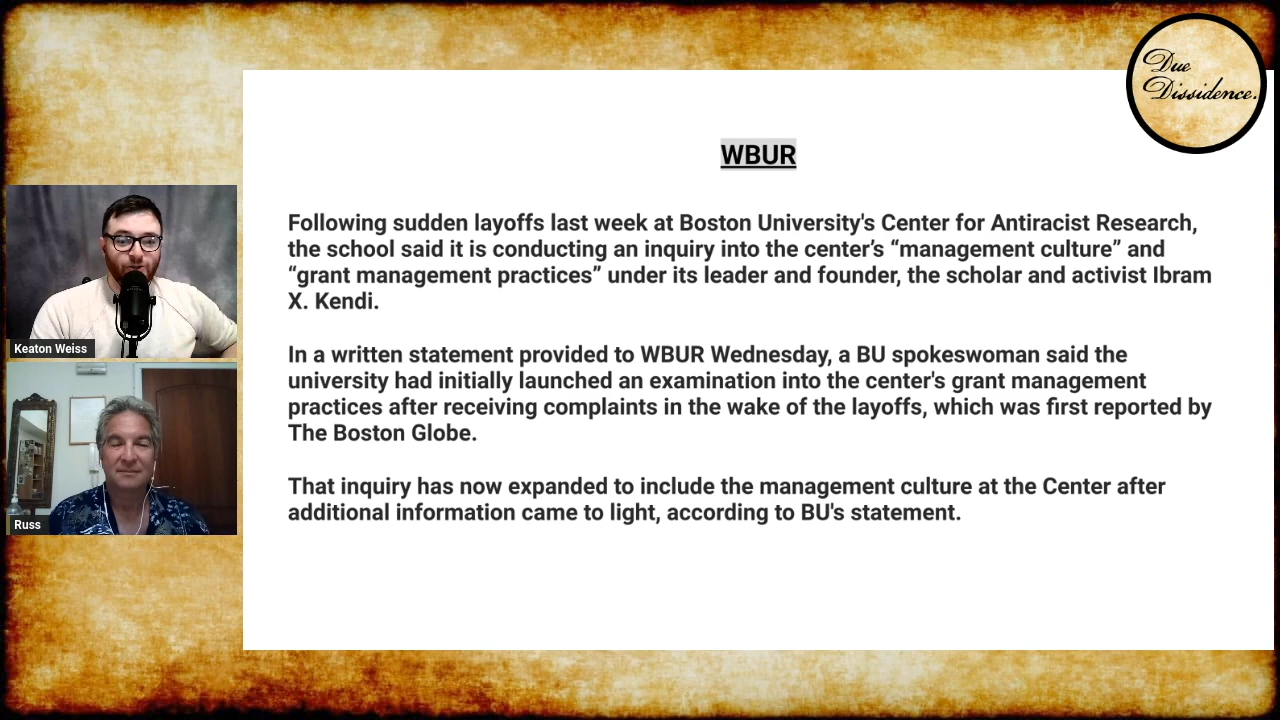 Due
Dissidence.
WBUR
Following sudden layoffs last week at Boston University's Center for Antiracist Research,
the school said it is conducting an inquiry into the center’s “management culture” and
“grant management practices” under its leader and founder, the scholar and activist Ibram
X. Kendi.
In a written statement provided to WBUR Wednesday, a BU spokeswoman said the
university had initially launched an examination into the center's grant management
practices after receiving complaints in the wake of the layoffs, which was first reported by
The Boston Globe.
That inquiry has now expanded to include the management culture at the Center after
additional information came to light, according to BU's statement.
Keaton Weiss
Russ